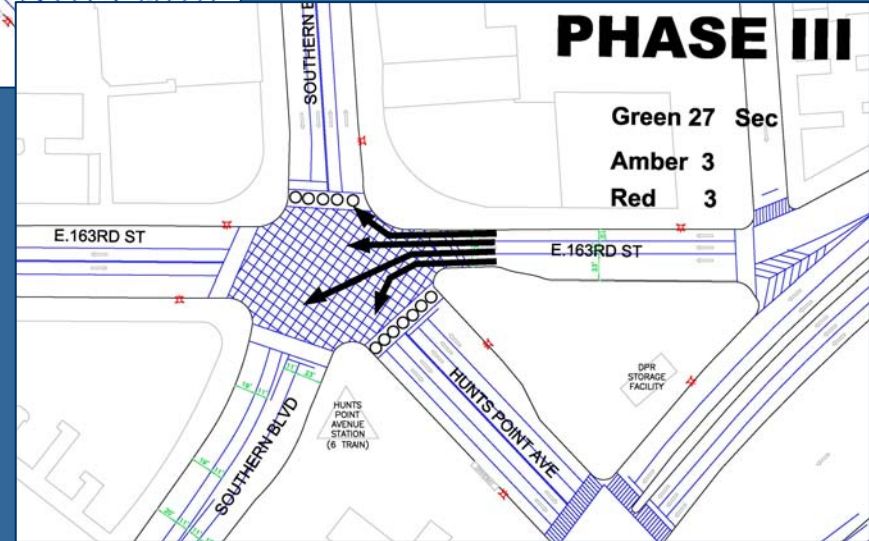 PHASE III
Green 27 Sec
Amber 3
Red 3
SOUTHERN B
E.163RD ST
E.163RD ST
DPR
STORAGE
FACILITY
HUNTS
POINT
AVENUE
STATION
(6 TRAIN)
HUNTS POINT AVE
SOUTHERN BLVD